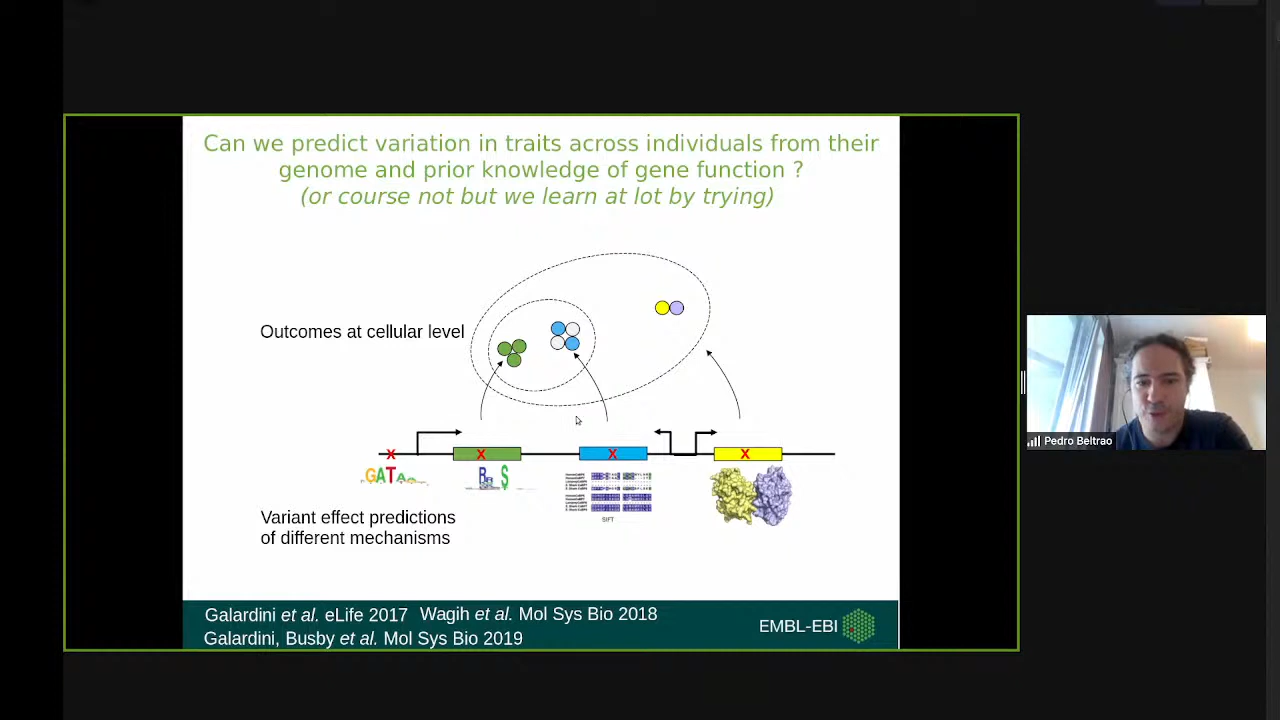 Can we predict variation in traits across individuals from their
genome and prior knowledge of gene function ?
(or course not but we learn at lot by trying)
Outcomes at cellular level
Pedro Beltrao
x
x
x
x
GAT
S
SIFT
Variant effect predictions
of different mechanisms
Galardini et al. eLife 2017 Wagih et al. Mol Sys Bio 2018
Galardini, Busby et al. Mol Sys Bio 2019
EMBL-EBI